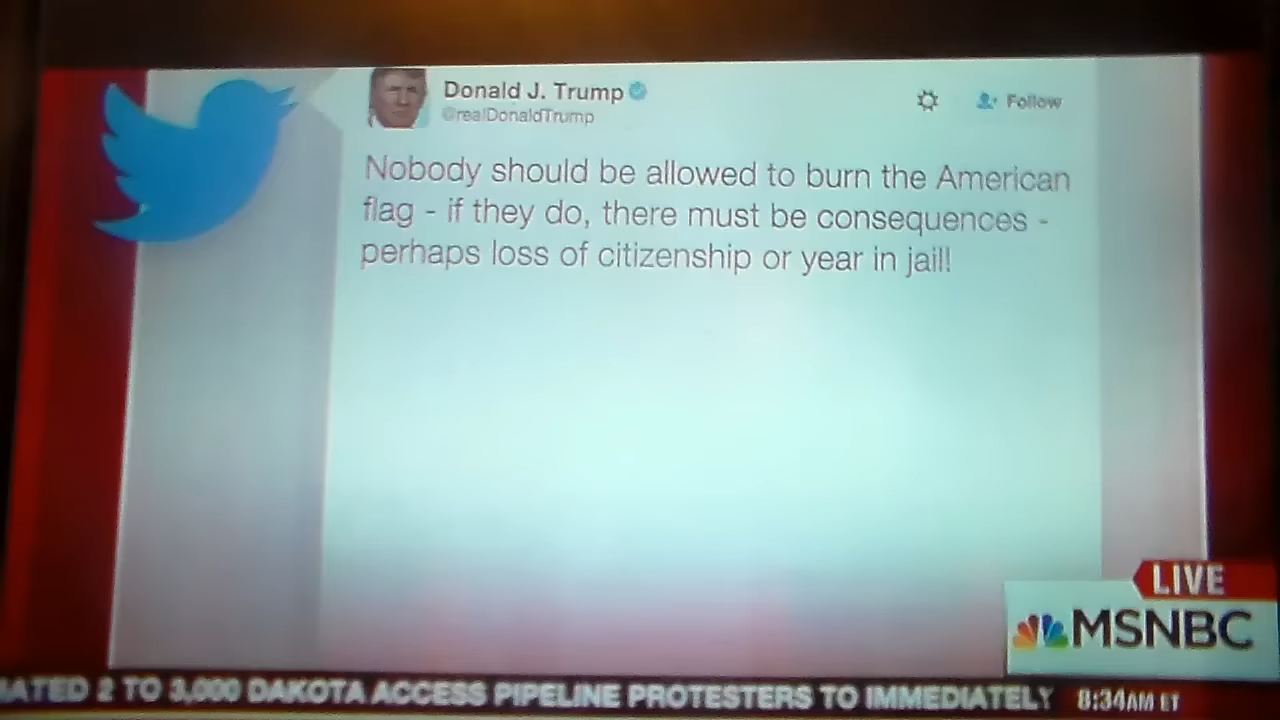 Donald J. Trump
@realDonaldTrump
Follow
Nobody should be allowed to burn the American
flag - if they do, there must be consequences -
perhaps loss of citizenship or year in jail!
LIVE
MSNBC
MATED 2 TO 3,000 DAKOTA ACCESS PIPELINE PROTESTERS TO IMMEDIATELY 8:34AM ET